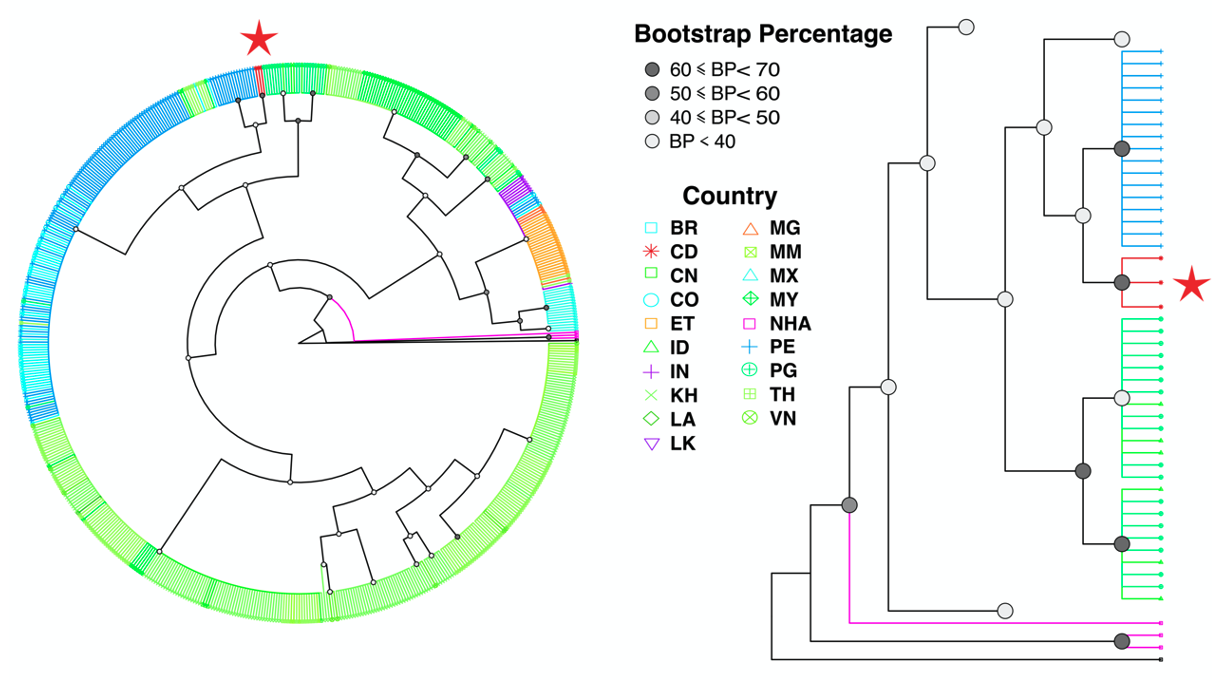 Bootstrap Percentage
60 ≤ BP< 70
50 ≤ BP< 60
40 ≤ BP< 50
BP < 40
Country
BR MG
CD MM
CN MX
CO MY
ET NHA
ID PE
IN PG
KH TH
LA VN
LK